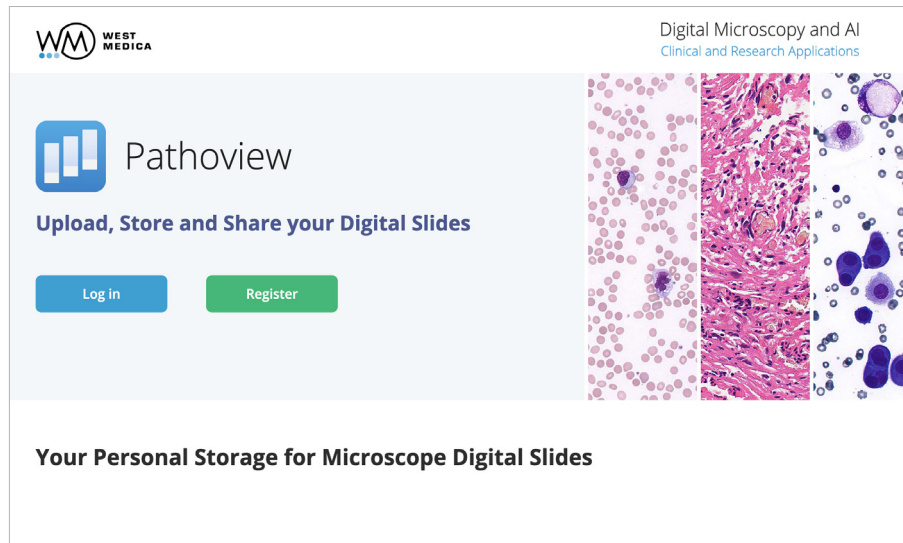 WM WEST
MEDICA
Digital Microscopy and AI
Clinical and Research Applications
Pathoview
Upload, Store and Share your Digital Slides
Log in
Register
Your Personal Storage for Microscope Digital Slides